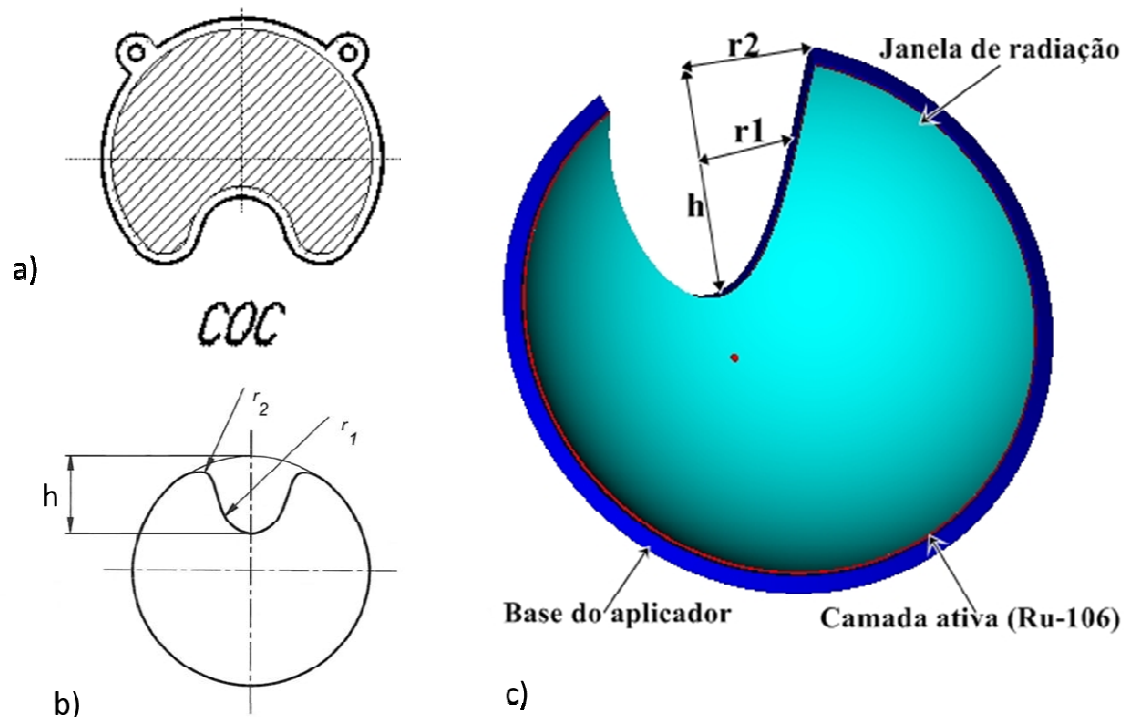 a)
COC
r2
r1
h
b)
r2
Janela de radiação
r1
h
Base do aplicador
Camada ativa (Ru-106)
c)